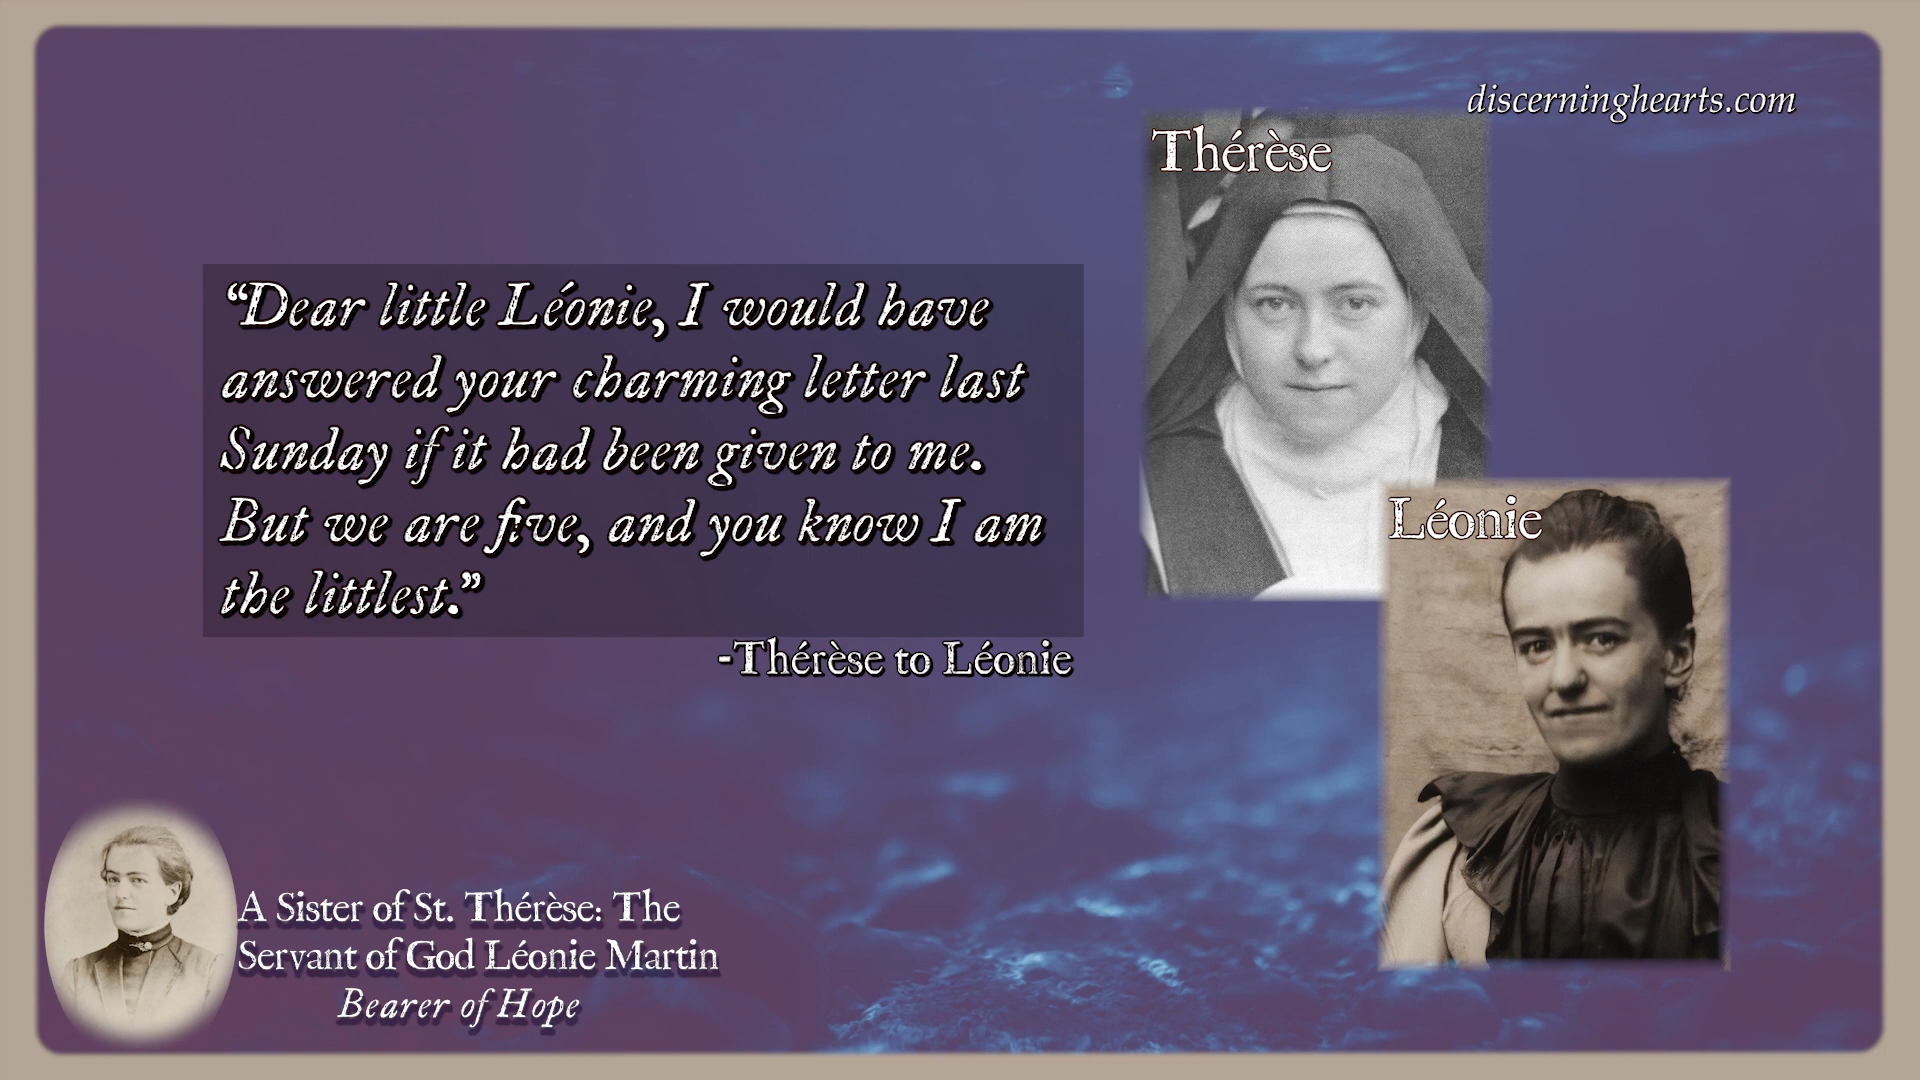 discerninghearts.com
Thérèse
“Dear little Léonie, I would have
answered your charming letter last
Sunday if it had been given to me.
But we are five, and you know I am
the littlest.”
-Thérèse to Léonie
Léonie
A Sister of St. Thérèse: The
Servant of God Léonie Martin
Bearer of Hope